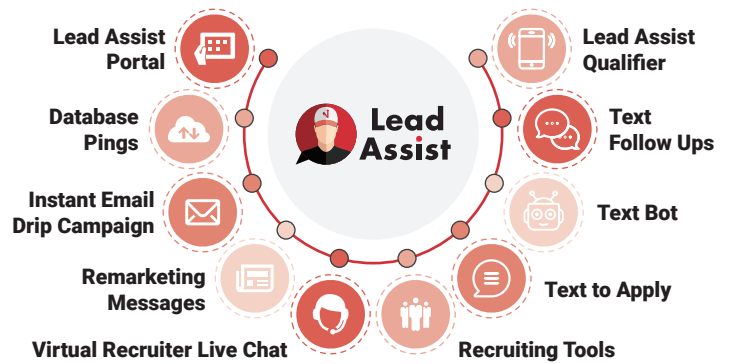 Lead Assist
Portal
Database
Pings
Instant Email
Drip Campaign
Remarketing
Messages
Virtual Recruiter Live Chat
Lead
Assist
Lead Assist
Qualifier
Text
Follow Ups
Text Bot
Text to Apply
Recruiting Tools